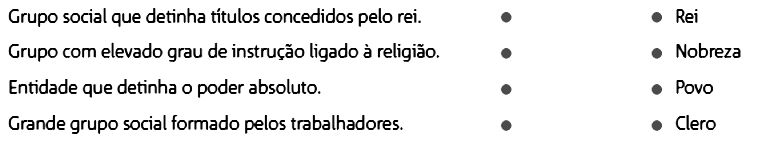 Grupo social que detinha títulos concedidos pelo rei. ● ● Rei
Grupo com elevado grau de instrução ligado à religião. ● ● Nobreza
Entidade que detinha o poder absoluto. ● ● Povo
Grande grupo social formado pelos trabalhadores. ● ● Clero